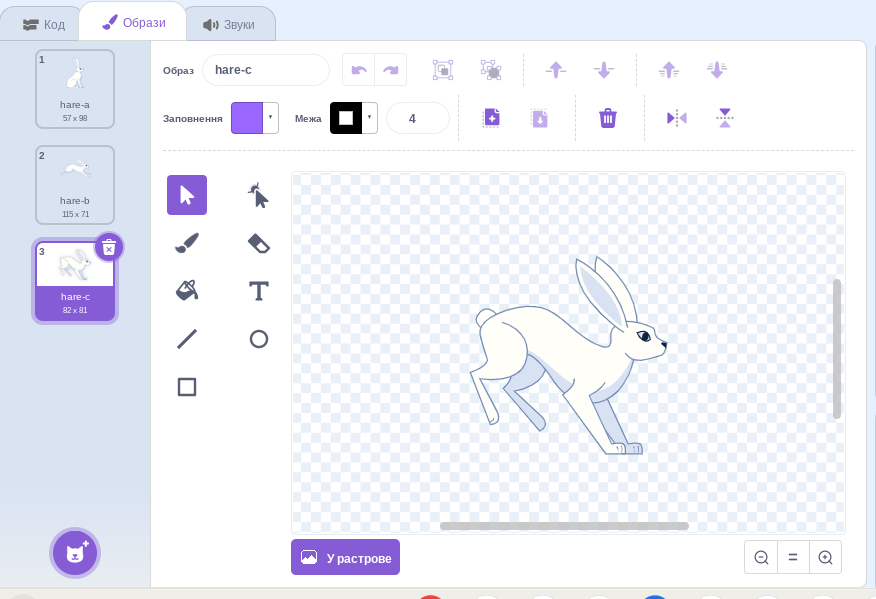 Код
Образи
Звуки
1
hare-a
57 x 98
2
hare-b
115 x 71
3
hare-c
82 x 81
Образ
hare-c
Заповнення
Межа
4
T
У растрове